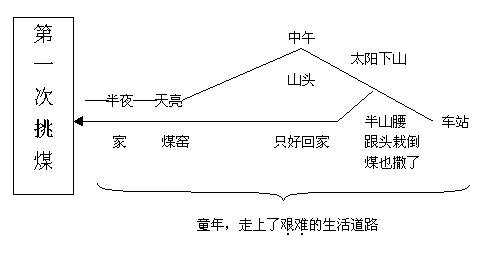 第一次挑煤
中午
太阳下山
半夜
天亮
山头
半山腰
跟头栽倒
煤也撒了
车站
家
煤窑
只好回家
童年，走上了艰难的生活道路